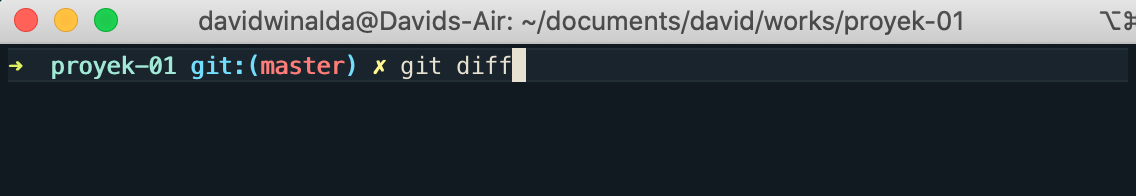 davidwinalda@Davids-Air: ~/documents/david/works/proyek-01 ⌥⌘
➜ proyek-01 git:(master) ✗ git diff